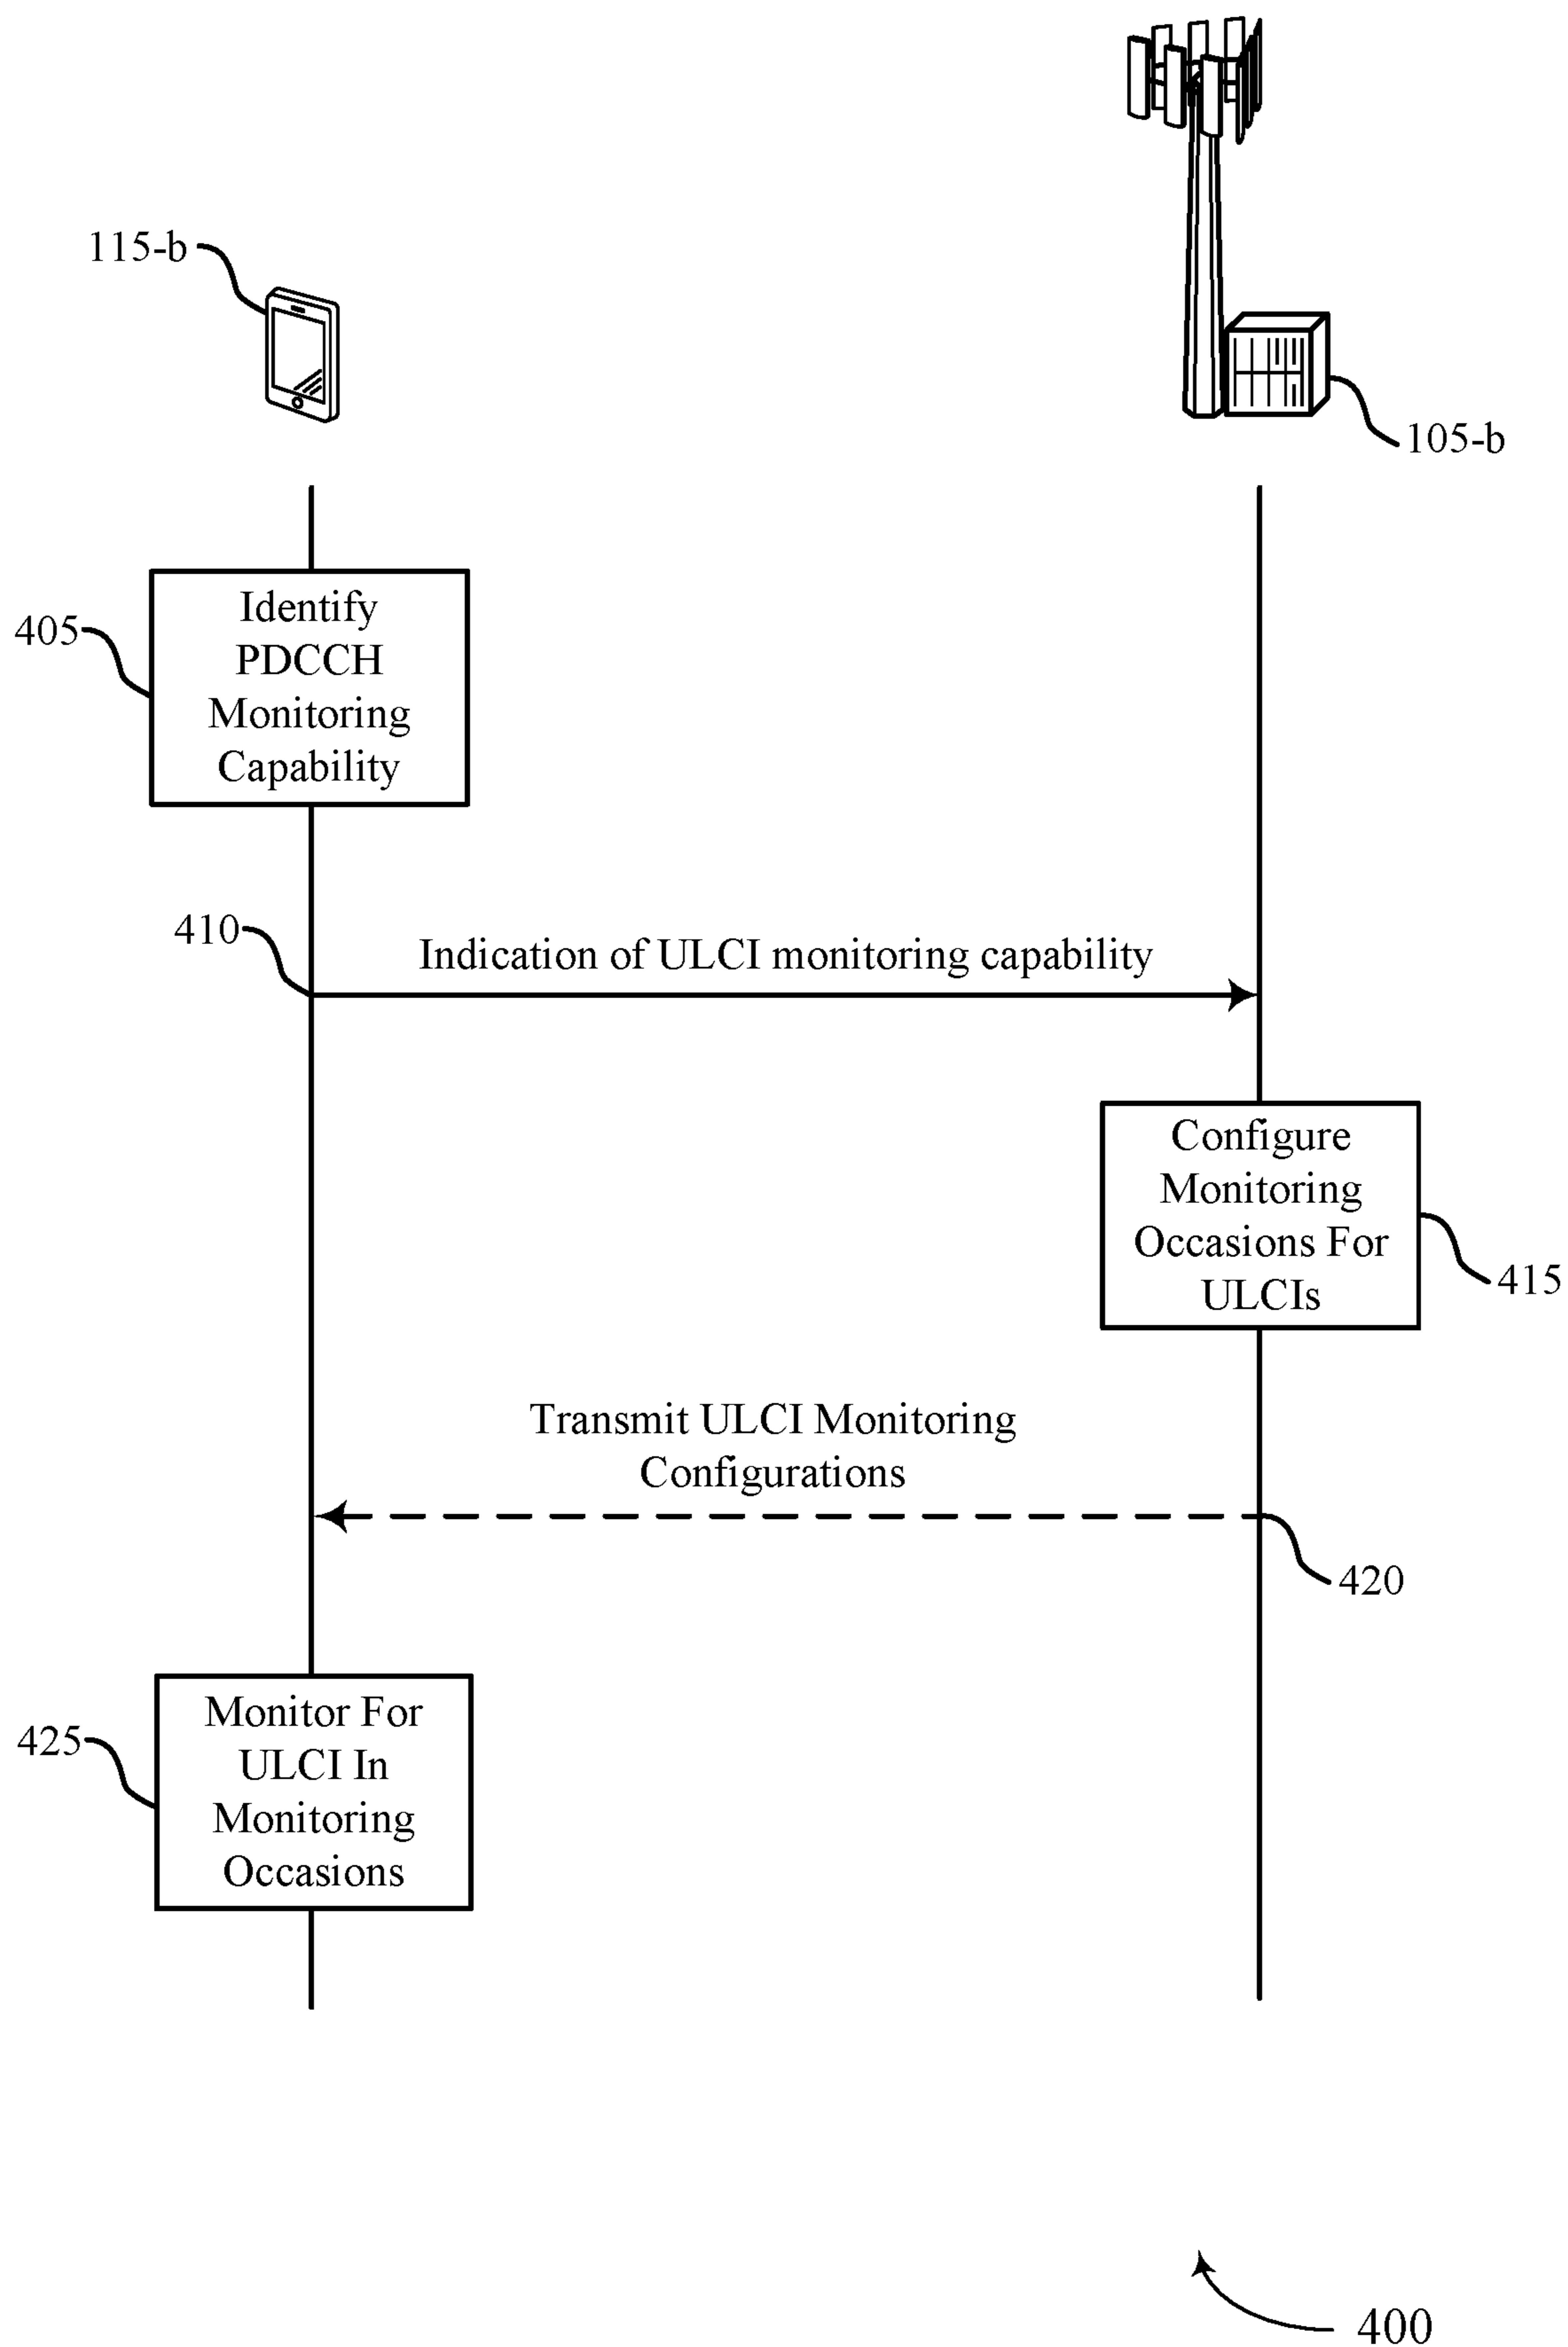 115-b
105-b
Identify
PDCCH
Monitoring
Capability
405
410
Indication of ULCI monitoring capability
Configure
Monitoring
Occasions For
ULCIs
415
Transmit ULCI Monitoring
Configurations
420
Monitor For
ULCI In
Monitoring
Occasions
425
400